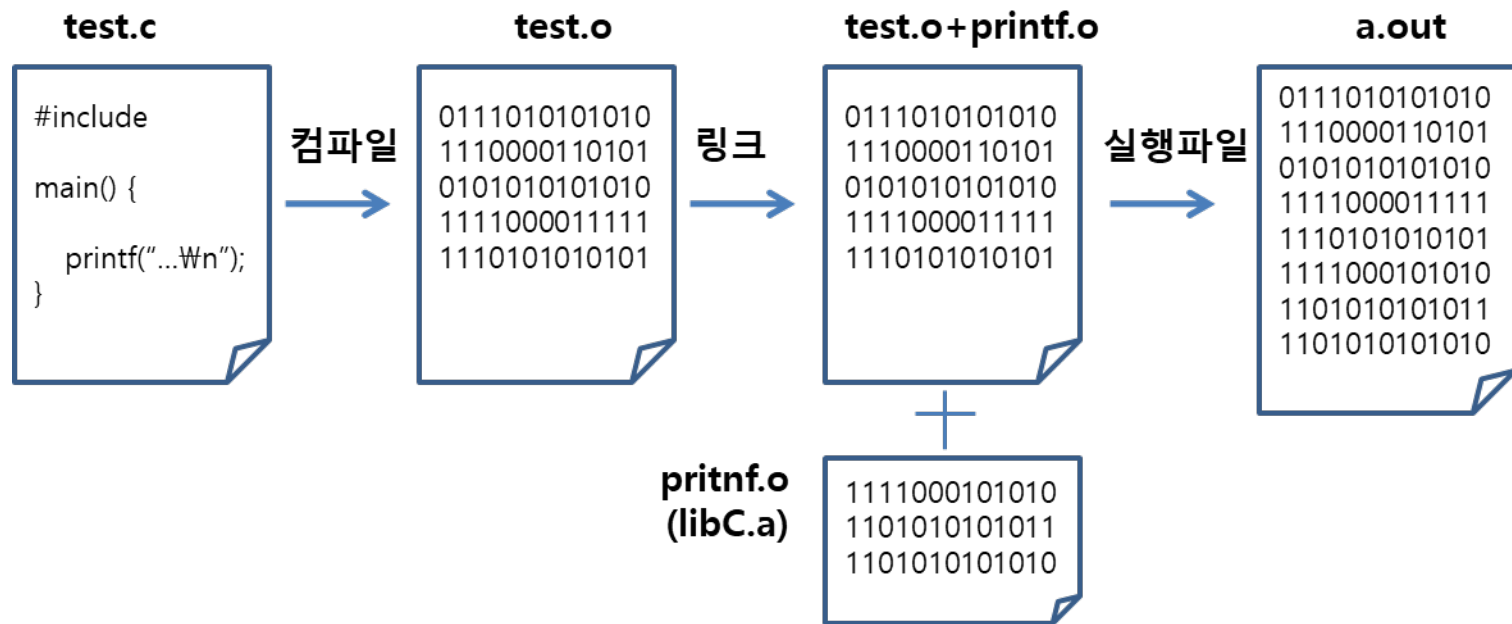 test.c
#include
main() {
printf("...₩n");
}
컴파일
test.o
0111010101010
1110000110101
0101010101010
1111000011111
1110101010101
링크
test.o+printf.o
0111010101010
1110000110101
0101010101010
1111000011111
1110101010101
pritnf.o
(libC.a)
1111000101010
1101010101011
1101010101010
실행파일
a.out
0111010101010
1110000110101
0101010101010
1111000011111
1110101010101
1111000101010
1101010101011
1101010101010